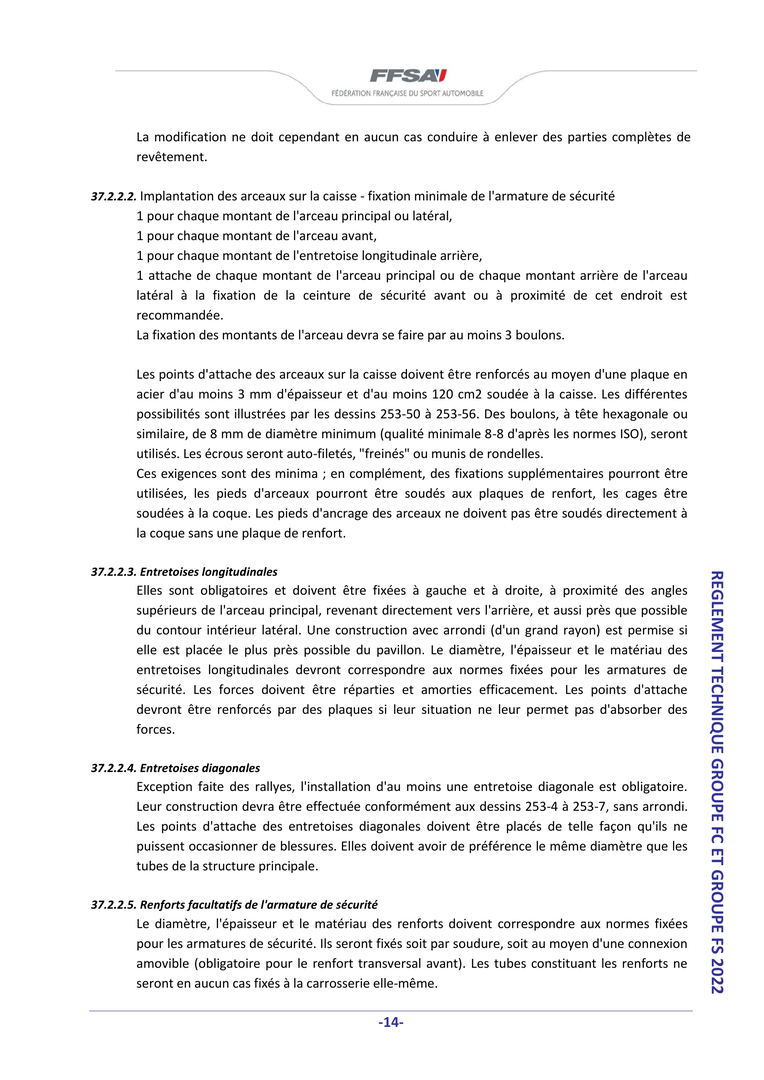 FFSA
FÉDÉRATION FRANÇAISE DU SPORT AUTOMOBILE
La modification ne doit cependant en aucun cas conduire à enlever des parties complètes de
revêtement.
37.2.2.2. Implantation des arceaux sur la caisse - fixation minimale de l'armature de sécurité
1 pour chaque montant de l'arceau principal ou latéral,
1 pour chaque montant de l'arceau avant,
1 pour chaque montant de l'entretoise longitudinale arrière,
1 attache de chaque montant de l'arceau principal ou de chaque montant arrière de l'arceau
latéral à la fixation de la ceinture de sécurité avant ou à proximité de cet endroit est
recommandée.
La fixation des montants de l'arceau devra se faire par au moins 3 boulons.
Les points d'attache des arceaux sur la caisse doivent être renforcés au moyen d'une plaque en
acier d'au moins 3 mm d'épaisseur et d'au moins 120 cm2 soudée à la caisse. Les différentes
possibilités sont illustrées par les dessins 253-50 à 253-56. Des boulons, à tête hexagonale ou
similaire, de 8 mm de diamètre minimum (qualité minimale 8-8 d'après les normes ISO), seront
utilisés. Les écrous seront auto-filetés, "freinés" ou munis de rondelles.
Ces exigences sont des minima ; en complément, des fixations supplémentaires pourront être
utilisées, les pieds d'arceaux pourront être soudés aux plaques de renfort, les cages être
soudées à la coque. Les pieds d'ancrage des arceaux ne doivent pas être soudés directement à
la coque sans une plaque de renfort.
37.2.2.3. Entretoises longitudinales
Elles sont obligatoires et doivent être fixées à gauche et à droite, à proximité des angles
supérieurs de l'arceau principal, revenant directement vers l'arrière, et aussi près que possible
du contour intérieur latéral. Une construction avec arrondi (d'un grand rayon) est permise si
elle est placée le plus près possible du pavillon. Le diamètre, l'épaisseur et le matériau des
entretoises longitudinales devront correspondre aux normes fixées pour les armatures de
sécurité. Les forces doivent être réparties et amorties efficacement. Les points d'attache
devront être renforcés par des plaques si leur situation ne leur permet pas d'absorber des
forces.
37.2.2.4. Entretoises diagonales
Exception faite des rallyes, l'installation d'au moins une entretoise diagonale est obligatoire.
Leur construction devra être effectuée conformément aux dessins 253-4 à 253-7, sans arrondi.
Les points d'attache des entretoises diagonales doivent être placés de telle façon qu'ils ne
puissent occasionner de blessures. Elles doivent avoir de préférence le même diamètre que les
tubes de la structure principale.
37.2.2.5. Renforts facultatifs de l'armature de sécurité
Le diamètre, l'épaisseur et le matériau des renforts doivent correspondre aux normes fixées
pour les armatures de sécurité. Ils seront fixés soit par soudure, soit au moyen d'une connexion
amovible (obligatoire pour le renfort transversal avant). Les tubes constituant les renforts ne
seront en aucun cas fixés à la carrosserie elle-même.
REGLEMENT TECHNIQUE GROUPE FC ET GROUPE FS 2022
-14-